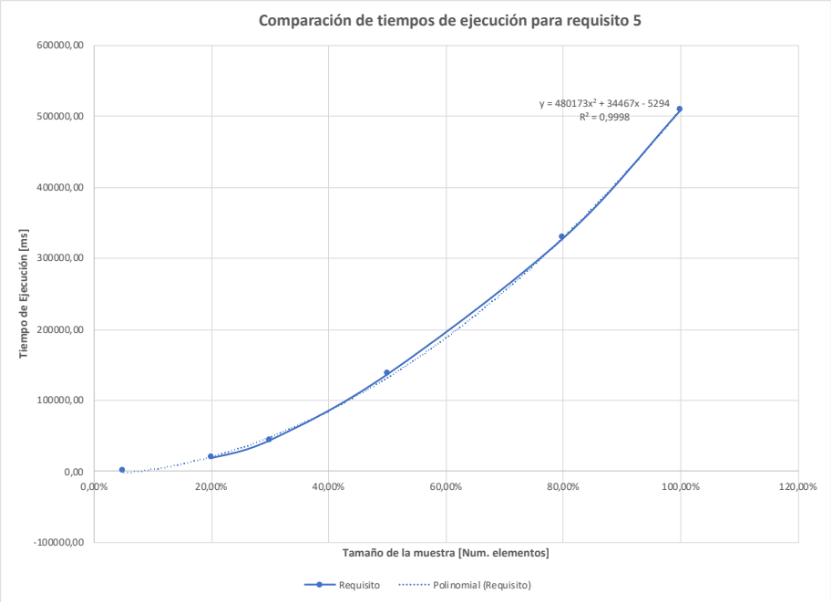 Comparación de tiempos de ejecución para requisito 5
600000,00
y = 480173x² + 34467x - 5294
R² = 0,9998
500000,00
400000,00
300000,00
200000,00
100000,00
0,00
-100000,00
Tiempo de Ejecución [ms]
0,00% 20,00% 40,00% 60,00% 80,00% 100,00% 120,00%
Tamaño de la muestra [Num. elementos]
Requisito Polinomial (Requisito)